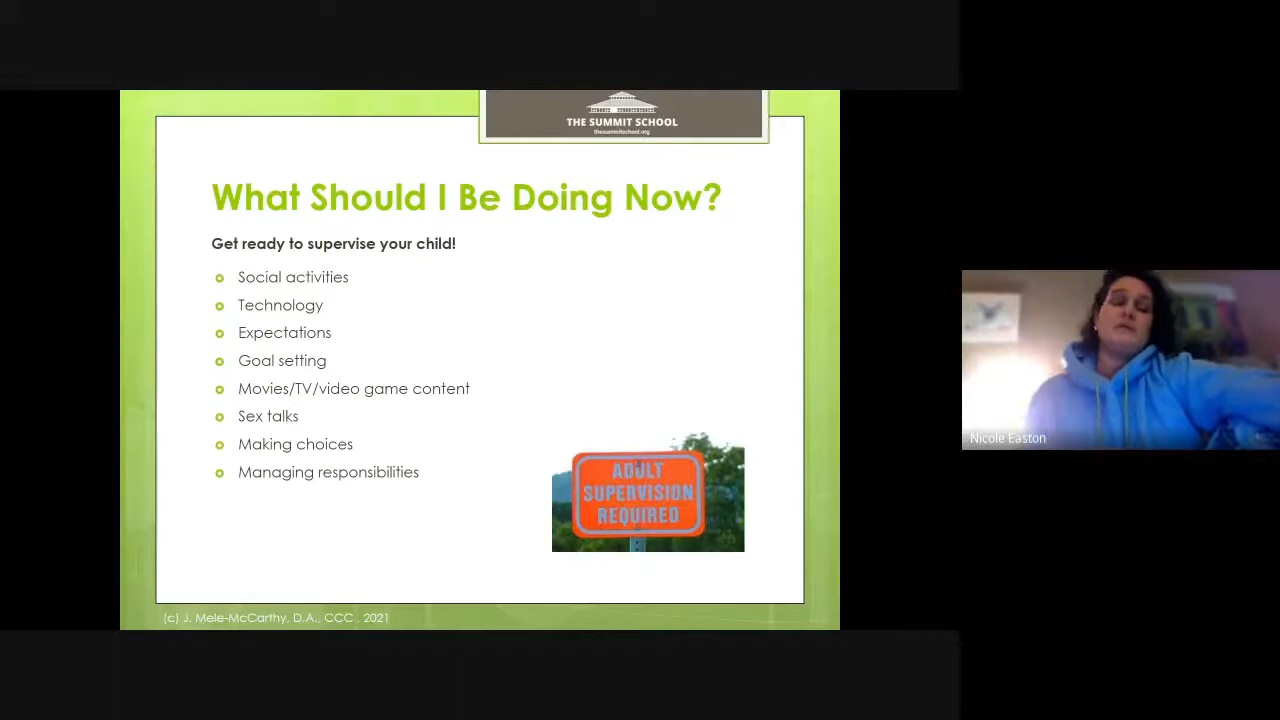 THE SUMMIT SCHOOL
thesummitschool.org
What Should I Be Doing Now?
Get ready to supervise your child!
Social activities
Technology
Expectations
Goal setting
Movies/TV/video game content
Sex talks
Making choices
Managing responsibilities
ADULT
SUPERVISION
REQUIRED
(c) J. Mele-McCarthy, D.A., CCC , 2021
Nicole Easton